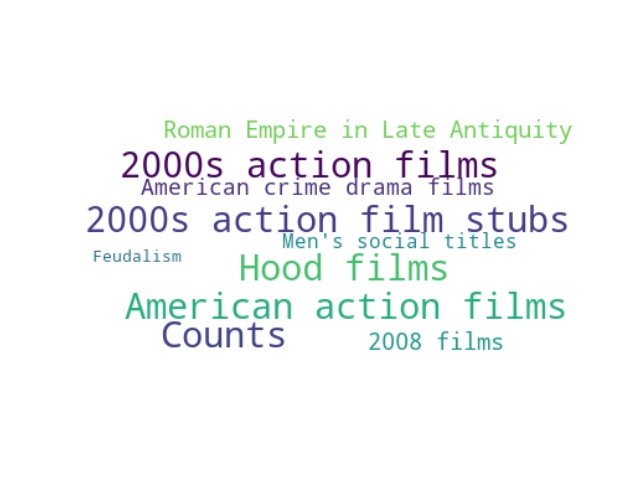 Roman Empire in Late Antiquity
2000s action films
American crime drama films
2000s action film stubs
Men's social titles
Feudalism
Hood films
American action films
Counts
2008 films